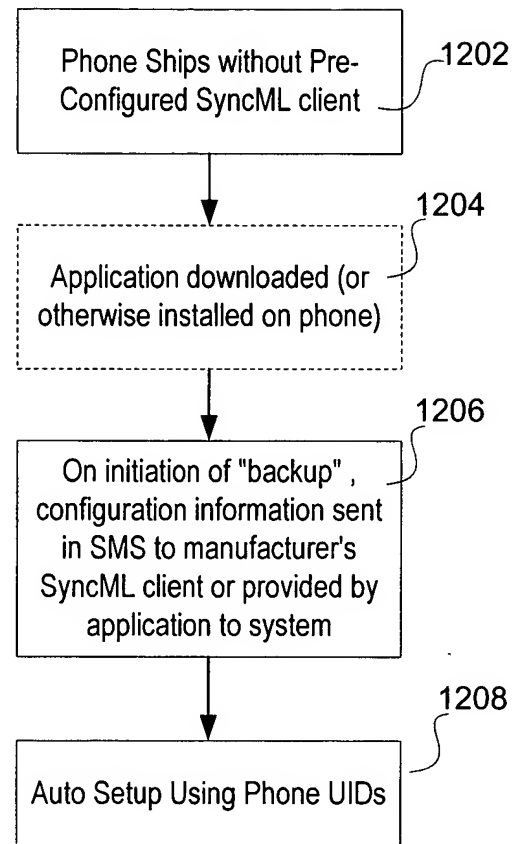 Phone Ships without Pre-
Configured SyncML client
1202
1204
Application downloaded (or
otherwise installed on phone)
1206
On initiation of "backup" ,
configuration information sent
in SMS to manufacturer's
SyncML client or provided by
application to system
1208
Auto Setup Using Phone UIDs